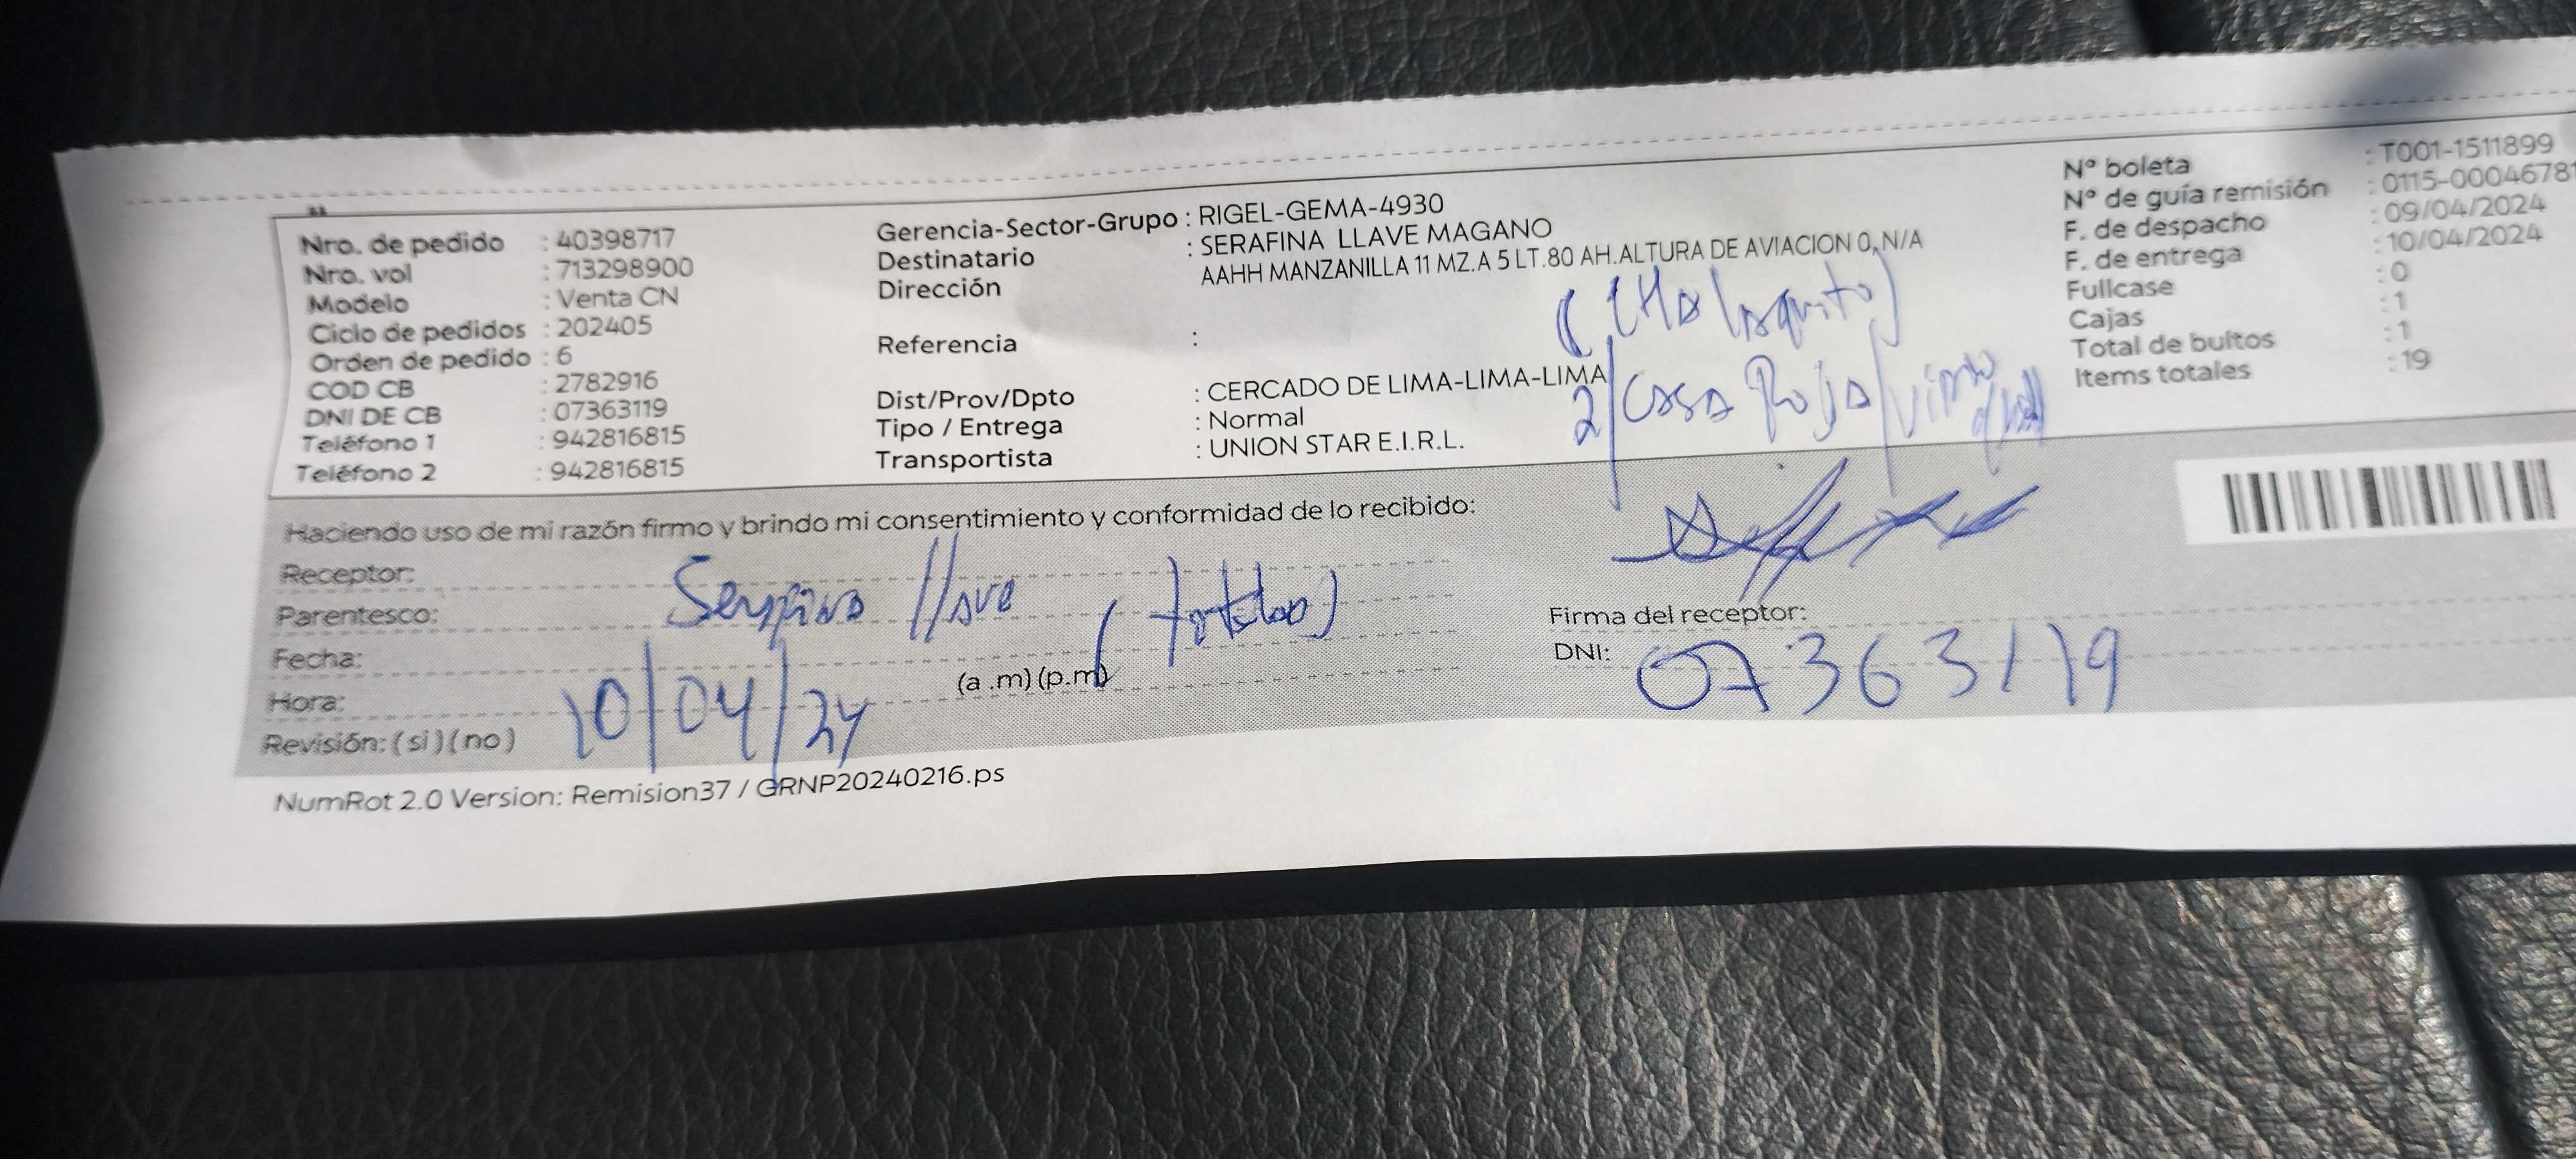 Nro. de pedido : 40398717
Nro. vol : 713298900
Modelo : Venta CN
Ciclo de pedidos : 202405
Orden de pedido : 6
COD CB : 2782916
DNI DE CB : 07363119
Teléfono 1 : 942816815
Teléfono 2 : 942816815
Gerencia-Sector-Grupo : RIGEL-GEMA-4930
Destinatario : SERAFINA LLAVE MAGANO
Dirección AAHH MANZANILLA 11 MZ.A 5 LT.80 AH.ALTURA DE AVIACION 0, N/A
Referencia :
Dist/Prov/Dpto : CERCADO DE LIMA-LIMA-LIMA
Tipo / Entrega : Normal
Transportista : UNION STAR E.I.R.L.
2/ Casa Roja /
Nº boleta : T001-1511899
Nº de guía remisión : 0115-00046781
F. de despacho : 09/04/2024
F. de entrega : 10/04/2024
Fullcase : 0
Cajas : 1
Total de bultos : 1
Items totales : 19
Haciendo uso de mi razón firmo y brindo mi consentimiento y conformidad de lo recibido:
Receptor:
Parentesco: Serafina llave
Fecha:
Hora: 10/04/24 (a .m) (p.m)
Revisión: ( si ) ( no )
Firma del receptor:
DNI: 07363119
NumRot 2.0 Version: Remision37 / GRNP20240216.ps